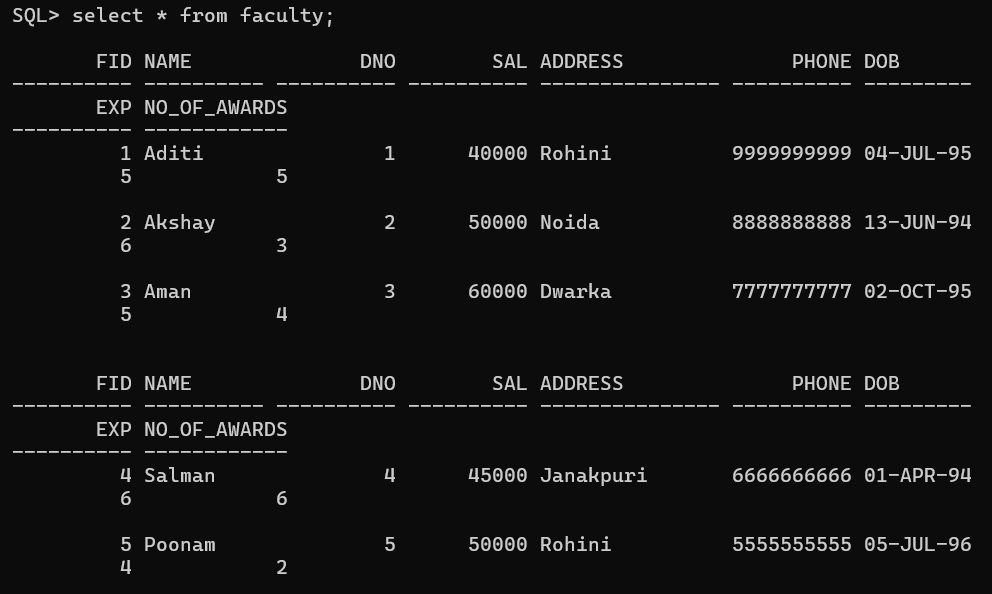 SQL> select * from faculty;
       FID NAME              DNO        SAL ADDRESS              PHONE DOB
---------- ---------- ---------- ---------- --------------- ---------- ---------
       EXP NO_OF_AWARDS
---------- ------------
         1 Aditi               1      40000 Rohini          9999999999 04-JUL-95
         5            5
         2 Akshay              2      50000 Noida           8888888888 13-JUN-94
         6            3
         3 Aman                3      60000 Dwarka          7777777777 02-OCT-95
         5            4
       FID NAME              DNO        SAL ADDRESS              PHONE DOB
---------- ---------- ---------- ---------- --------------- ---------- ---------
       EXP NO_OF_AWARDS
---------- ------------
         4 Salman              4      45000 Janakpuri       6666666666 01-APR-94
         6            6
         5 Poonam              5      50000 Rohini          5555555555 05-JUL-96
         4            2